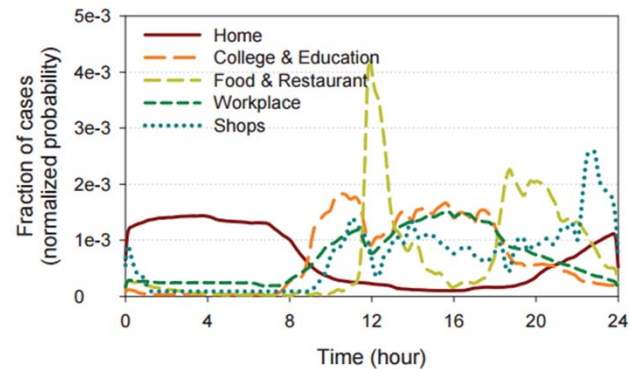 5e-3
4e-3
3e-3
2e-3
1e-3
0
Fraction of cases
(normalized probability)
Home
College & Education
Food & Restaurant
Workplace
Shops
0 4 8 12 16 20 24
Time (hour)